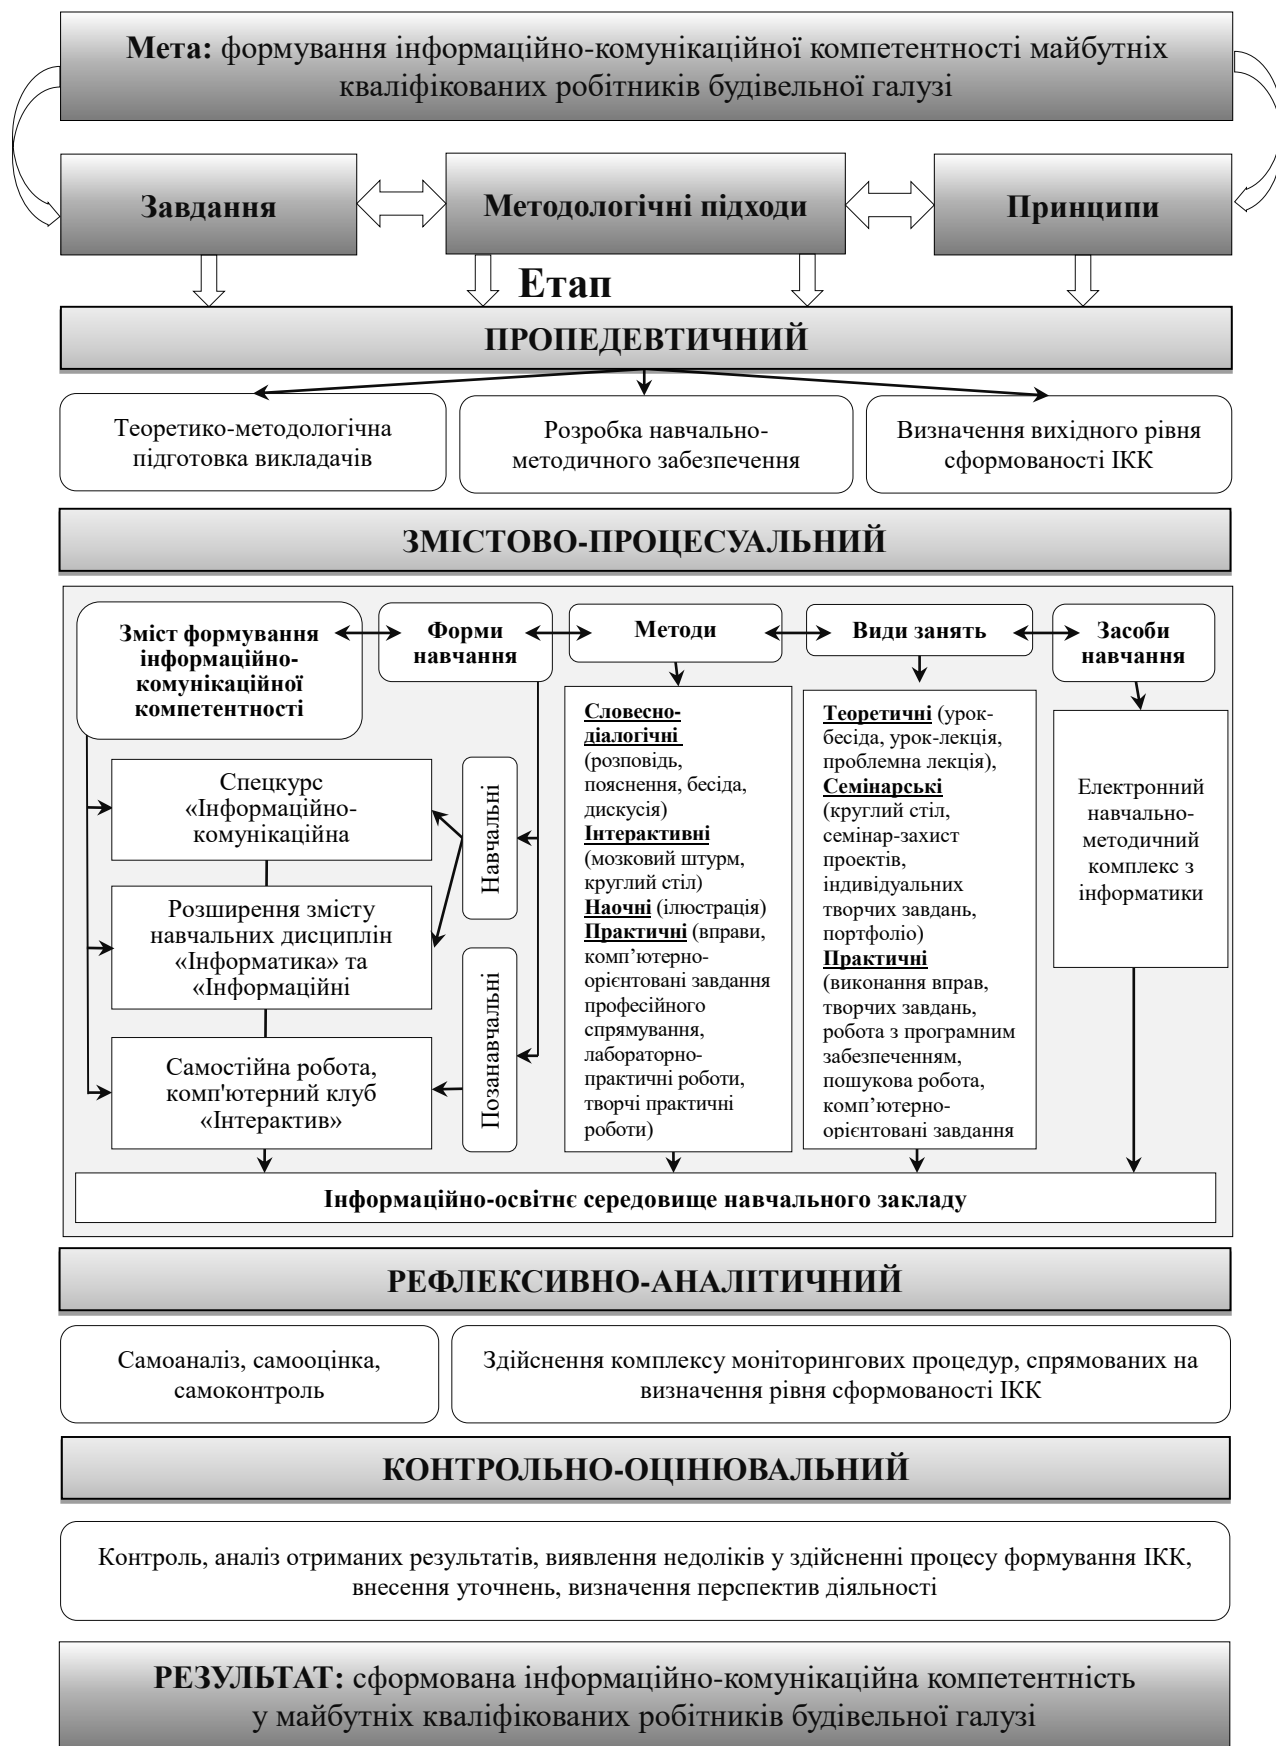 Мета: формування інформаційно-комунікаційної компетентності майбутніх
кваліфікованих робітників будівельної галузі
Завдання
Методологічні підходи
Принципи
Етап
ПРОПЕДЕВТИЧНИЙ
Теоретико-методологічна
підготовка викладачів
Розробка навчально-
методичного забезпечення
Визначення вихідного рівня
сформованості ІКК
ЗМІСТОВО-ПРОЦЕСУАЛЬНИЙ
Зміст формування
інформаційно-
комунікаційної
компетентності
Форми
навчання
Методи
Види занять
Засоби
навчання
Спецкурс
«Інформаційно-
комунікаційна
Розширення змісту
навчальних дисциплін
«Інформатика» та
«Інформаційні
Самостійна робота,
комп'ютерний клуб
«Інтерактив»
Навчальні
Позанавчальні
Словесно-
діалогічні
(розповідь,
пояснення, бесіда,
дискусія)
Інтерактивні
(мозковий штурм,
круглий стіл)
Наочні (ілюстрація)
Практичні (вправи,
комп’ютерно-
орієнтовані завдання
професійного
спрямування,
лабораторно-
практичні роботи,
творчі практичні
роботи)
Теоретичні (урок-
бесіда, урок-лекція,
проблемна лекція),
Семінарські
(круглий стіл,
семінар-захист
проектів,
індивідуальних
творчих завдань,
портфоліо)
Практичні
(виконання вправ,
творчих завдань,
робота з програмним
забезпеченням,
пошукова робота,
комп’ютерно-
орієнтовані завдання
Електронний
навчально-
методичний
комплекс з
інформатики
Інформаційно-освітнє середовище навчального закладу
РЕФЛЕКСИВНО-АНАЛІТИЧНИЙ
Самоаналіз, самооцінка,
самоконтроль
Здійснення комплексу моніторингових процедур, спрямованих на
визначення рівня сформованості ІКК
КОНТРОЛЬНО-ОЦІНЮВАЛЬНИЙ
Контроль, аналіз отриманих результатів, виявлення недоліків у здійсненні процесу формування ІКК,
внесення уточнень, визначення перспектив діяльності
РЕЗУЛЬТАТ: сформована інформаційно-комунікаційна компетентність
у майбутніх кваліфікованих робітників будівельної галузі